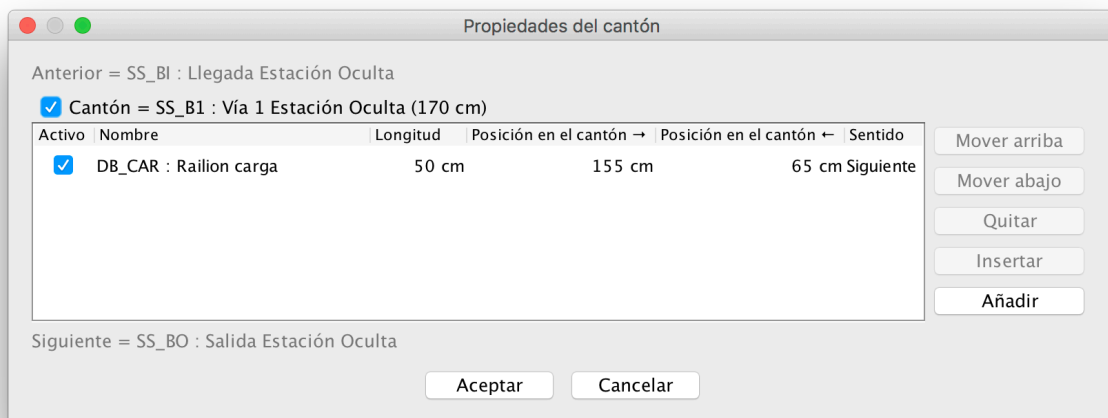 Propiedades del cantón
Anterior = SS_BI : Llegada Estación Oculta
Cantón = SS_B1 : Vía 1 Estación Oculta (170 cm)
Activo Nombre Longitud Posición en el cantón → Posición en el cantón ← Sentido
DB_CAR : Railion carga 50 cm 155 cm 65 cm Siguiente
Mover arriba
Mover abajo
Quitar
Insertar
Añadir
Siguiente = SS_BO : Salida Estación Oculta
Aceptar Cancelar